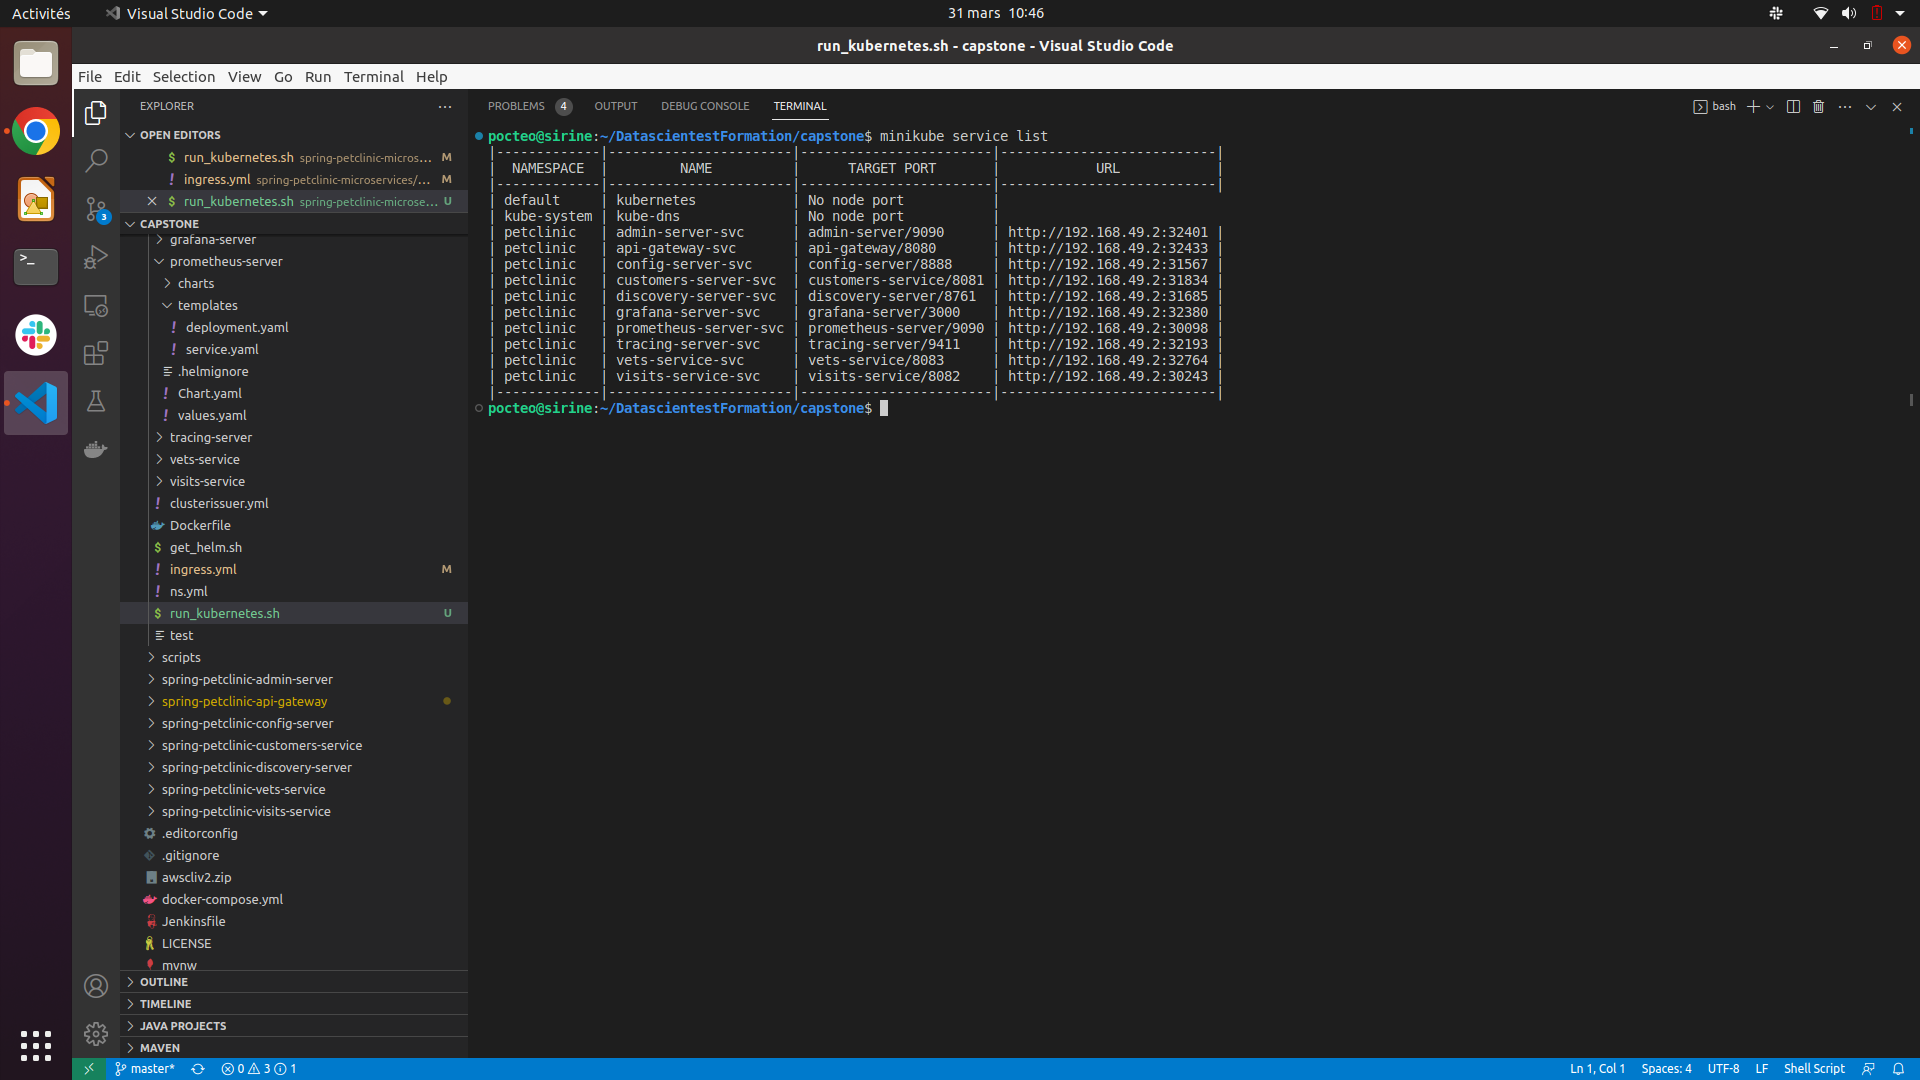 Activités
Visual Studio Code
31 mars 10:46
run_kubernetes.sh - capstone - Visual Studio Code
File Edit Selection View Go Run Terminal Help
EXPLORER
OPEN EDITORS
$ run_kubernetes.sh spring-petclinic-micros... M
! ingress.yml spring-petclinic-microservices/... M
$ run_kubernetes.sh spring-petclinic-microse... U
CAPSTONE
grafana-server
prometheus-server
charts
templates
! deployment.yaml
! service.yaml
.helmignore
! Chart.yaml
! values.yaml
tracing-server
vets-service
visits-service
! clusterissuer.yml
Dockerfile
$ get_helm.sh
! ingress.yml M
! ns.yml
$ run_kubernetes.sh U
test
scripts
spring-petclinic-admin-server
spring-petclinic-api-gateway
spring-petclinic-config-server
spring-petclinic-customers-service
spring-petclinic-discovery-server
spring-petclinic-vets-service
spring-petclinic-visits-service
.editorconfig
.gitignore
awscliv2.zip
docker-compose.yml
Jenkinsfile
LICENSE
mvnw
OUTLINE
TIMELINE
JAVA PROJECTS
MAVEN
3
PROBLEMS 4 OUTPUT DEBUG CONSOLE TERMINAL
bash
pocteo@sirine:~/DatascientestFormation/capstone$ minikube service list
|-------------|-----------------------|------------------------|---------------------------|
| NAMESPACE | NAME | TARGET PORT | URL |
|-------------|-----------------------|------------------------|---------------------------|
| default | kubernetes | No node port |
| kube-system | kube-dns | No node port |
| petclinic | admin-server-svc | admin-server/9090 | http://192.168.49.2:32401 |
| petclinic | api-gateway-svc | api-gateway/8080 | http://192.168.49.2:32433 |
| petclinic | config-server-svc | config-server/8888 | http://192.168.49.2:31567 |
| petclinic | customers-server-svc | customers-service/8081 | http://192.168.49.2:31834 |
| petclinic | discovery-server-svc | discovery-server/8761 | http://192.168.49.2:31685 |
| petclinic | grafana-server-svc | grafana-server/3000 | http://192.168.49.2:32380 |
| petclinic | prometheus-server-svc | prometheus-server/9090 | http://192.168.49.2:30098 |
| petclinic | tracing-server-svc | tracing-server/9411 | http://192.168.49.2:32193 |
| petclinic | vets-service-svc | vets-service/8083 | http://192.168.49.2:32764 |
| petclinic | visits-service-svc | visits-service/8082 | http://192.168.49.2:30243 |
|-------------|-----------------------|------------------------|---------------------------|
pocteo@sirine:~/DatascientestFormation/capstone$
master* 0 3 1
Ln 1, Col 1 Spaces: 4 UTF-8 LF Shell Script